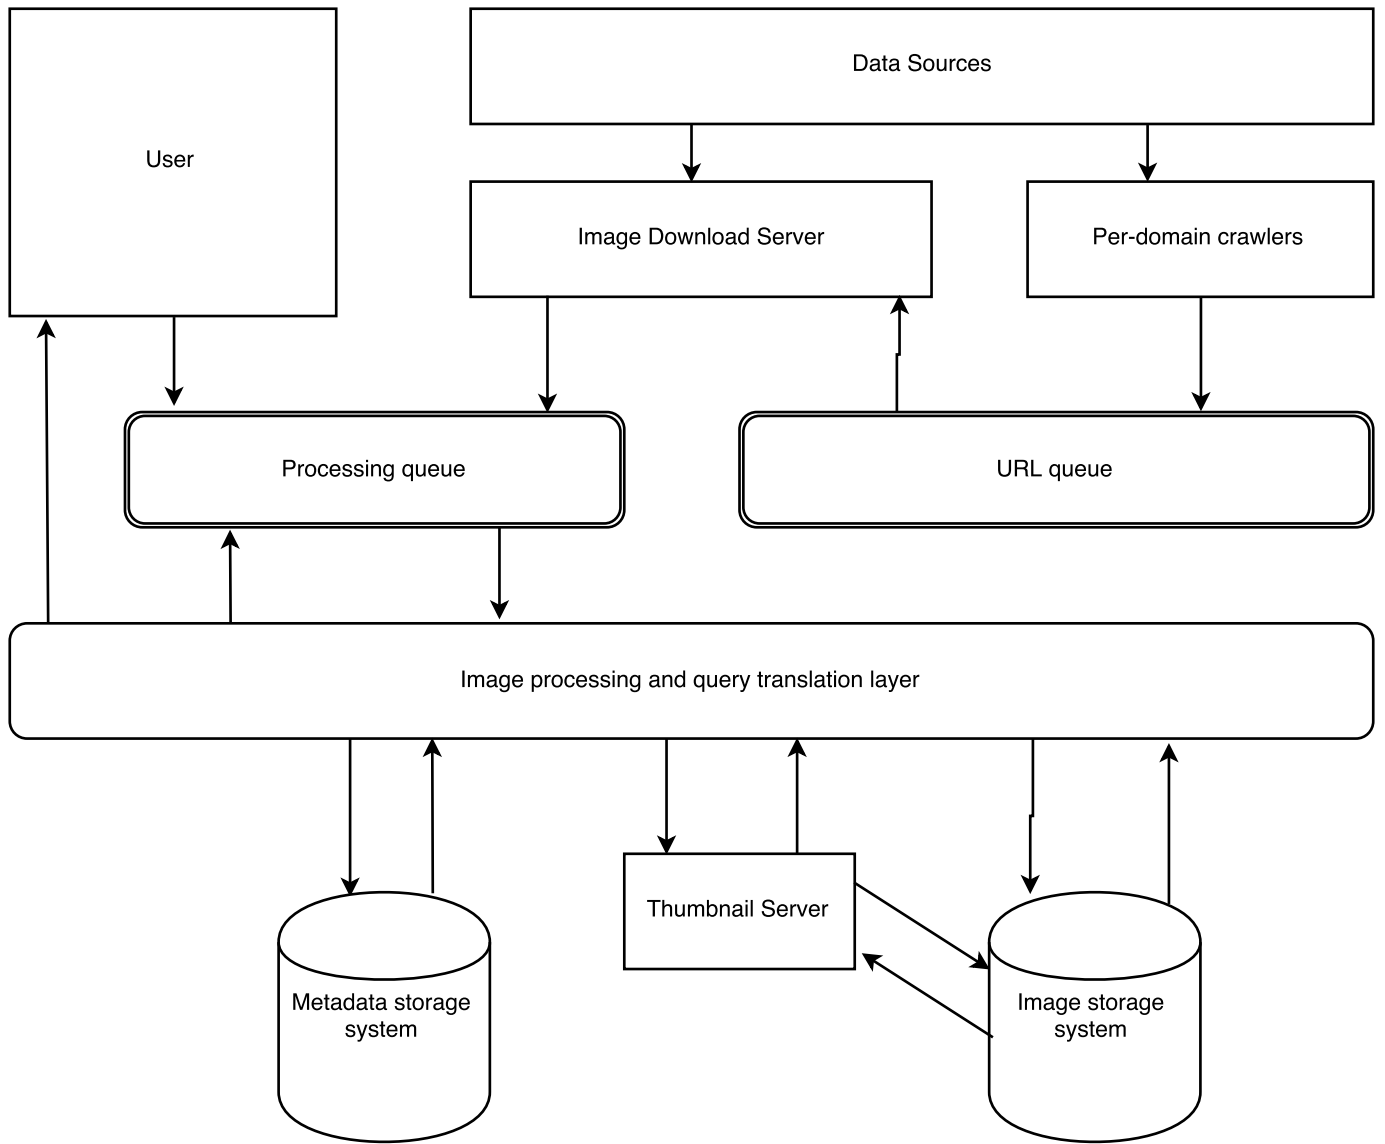 Data Sources
User
Image Download Server
Per-domain crawlers
Processing queue
URL queue
Image processing and query translation layer
Thumbnail Server
Metadata storage
system
Image storage
system